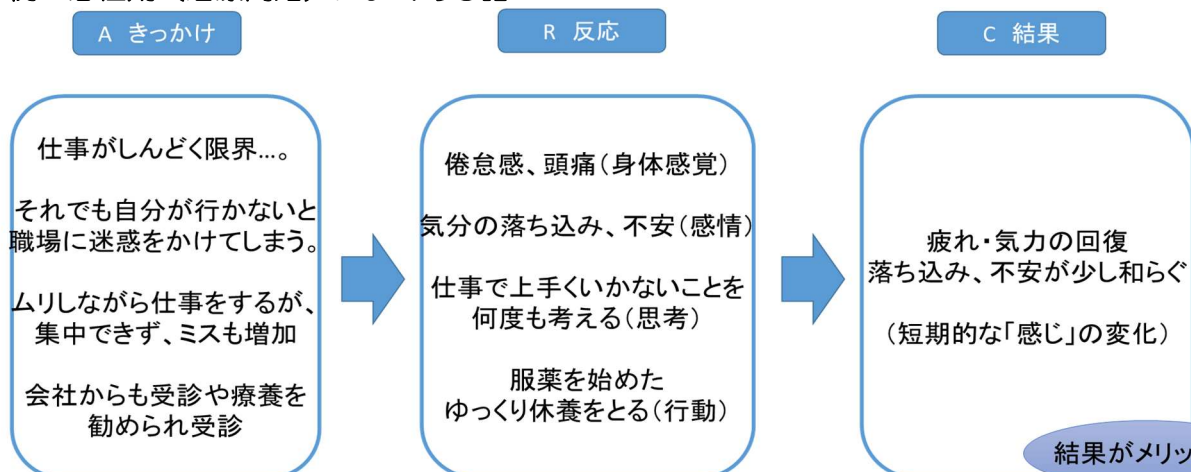 A きっかけ
仕事がしんどく限界…。
それでも自分が行かないと
職場に迷惑をかけてしまう。
ムリしながら仕事をするが、
集中できず、ミスも増加
会社からも受診や療養を
勧められ受診
R 反応
倦怠感、頭痛(身体感覚)
気分の落ち込み、不安(感情)
仕事で上手くいかないことを
何度も考える(思考)
服薬を始めた
ゆっくり休養をとる(行動)
C 結果
疲れ・気力の回復
落ち込み、不安が少し和らぐ
(短期的な「感じ」の変化)
結果がメリッ